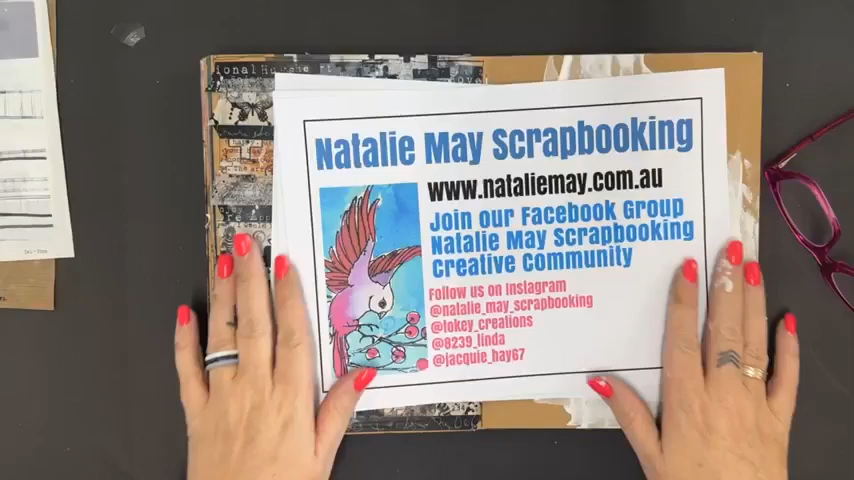 Natalie May Scrapbooking
www.nataliemay.com.au
Join our Facebook Group
Natalie May Scrapbooking
Creative Community
Follow us on Instagram
@natalie_may_scrapbooking
@lokey_creations
@8239_linda
@jacquie_hay67